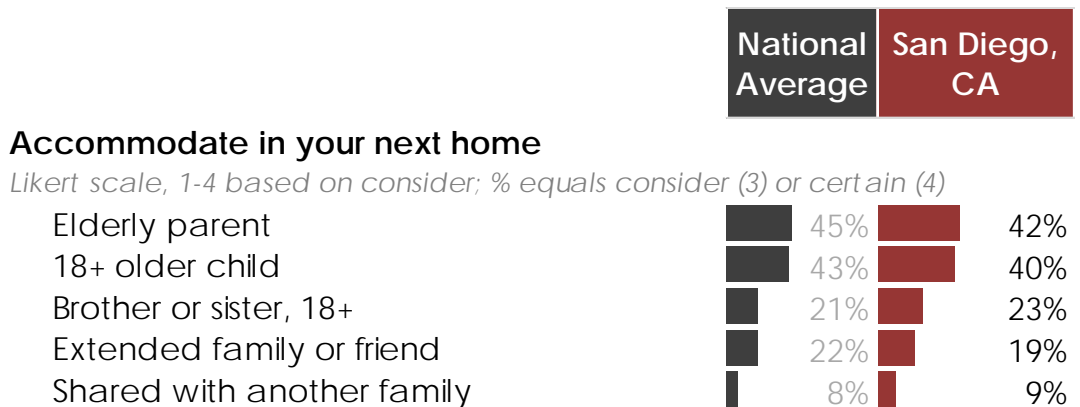 National Average San Diego, CA
Accommodate in your next home
Likert scale, 1-4 based on consider; % equals consider (3) or certain (4)
Elderly parent 45% 42%
18+ older child 43% 40%
Brother or sister, 18+ 21% 23%
Extended family or friend 22% 19%
Shared with another family 8% 9%